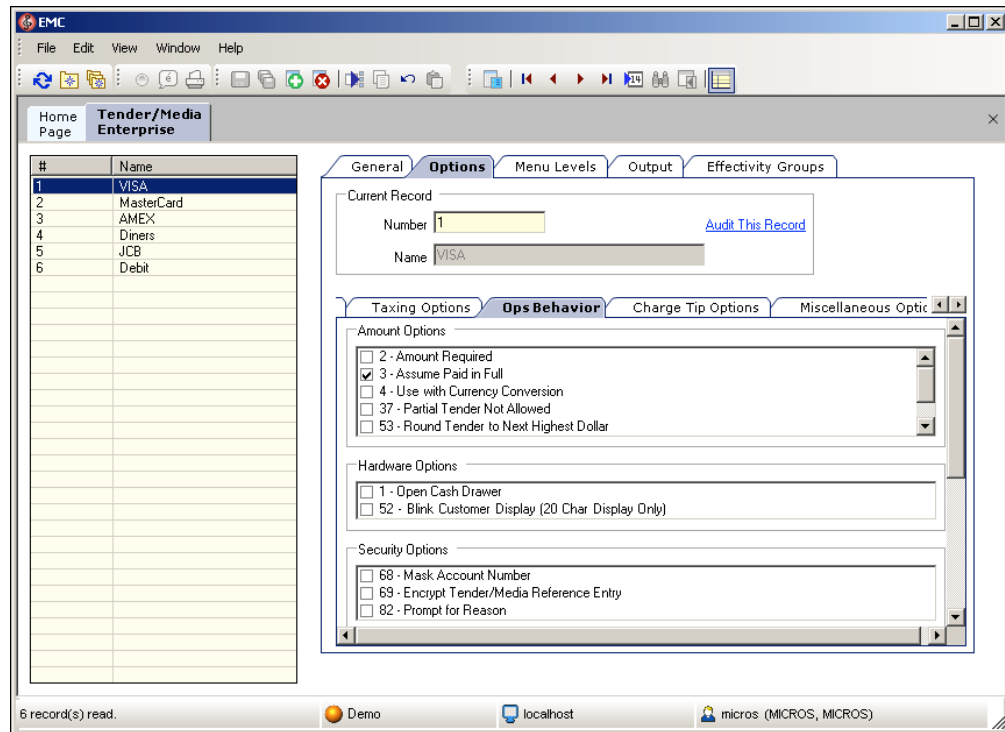 EMC
File Edit View Window Help
14
Home Page
Tender/Media Enterprise
# Name
1 VISA
2 MasterCard
3 AMEX
4 Diners
5 JCB
6 Debit
General Options Menu Levels Output Effectivity Groups
Current Record
Number 1 Audit This Record
Name VISA
Taxing Options Ops Behavior Charge Tip Options Miscellaneous Optic
Amount Options
2 - Amount Required
3 - Assume Paid in Full
4 - Use with Currency Conversion
37 - Partial Tender Not Allowed
53 - Round Tender to Next Highest Dollar
Hardware Options
1 - Open Cash Drawer
52 - Blink Customer Display (20 Char Display Only)
Security Options
68 - Mask Account Number
69 - Encrypt Tender/Media Reference Entry
82 - Prompt for Reason
6 record(s) read. Demo localhost micros (MICROS, MICROS)